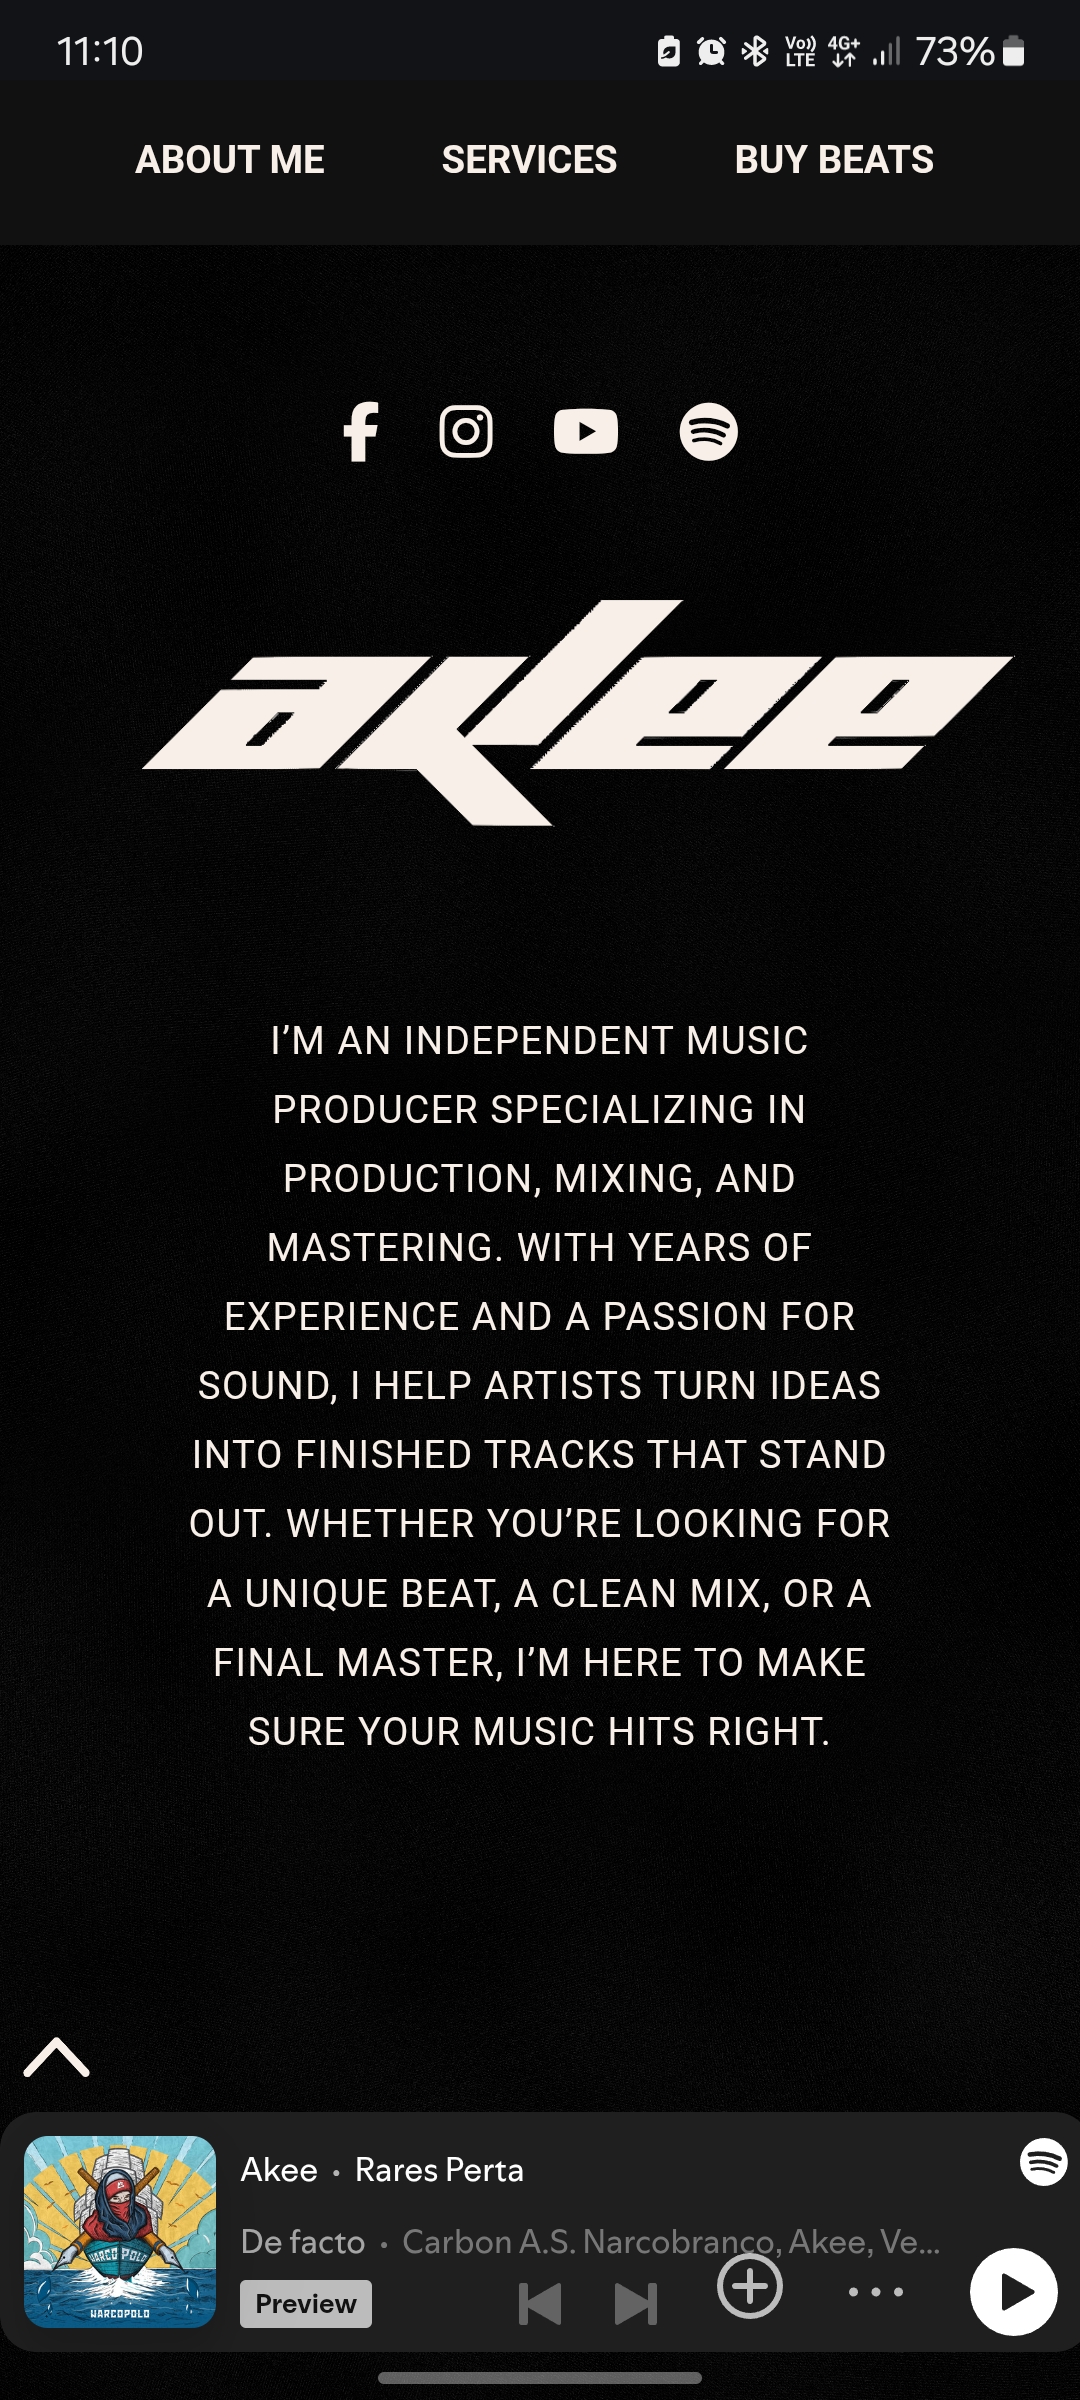 11:10
Vo)) LTE 4G+ 73%
ABOUT ME SERVICES BUY BEATS
akee
I’M AN INDEPENDENT MUSIC
PRODUCER SPECIALIZING IN
PRODUCTION, MIXING, AND
MASTERING. WITH YEARS OF
EXPERIENCE AND A PASSION FOR
SOUND, I HELP ARTISTS TURN IDEAS
INTO FINISHED TRACKS THAT STAND
OUT. WHETHER YOU’RE LOOKING FOR
A UNIQUE BEAT, A CLEAN MIX, OR A
FINAL MASTER, I’M HERE TO MAKE
SURE YOUR MUSIC HITS RIGHT.
Akee • Rares Perta
De facto • Carbon A.S. Narcobranco, Akee, Ve...
Preview
WARCO POLO
WARCOPOLO